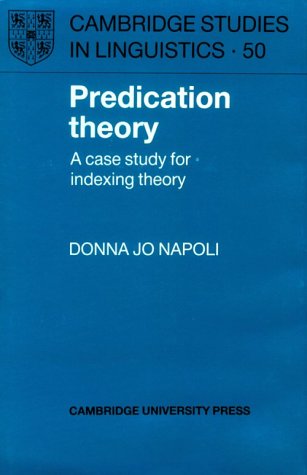 CAMBRIDGE STUDIES
IN LINGUISTICS · 50
Predication
theory
A case study for
indexing theory
DONNA JO NAPOLI
CAMBRIDGE UNIVERSITY PRESS